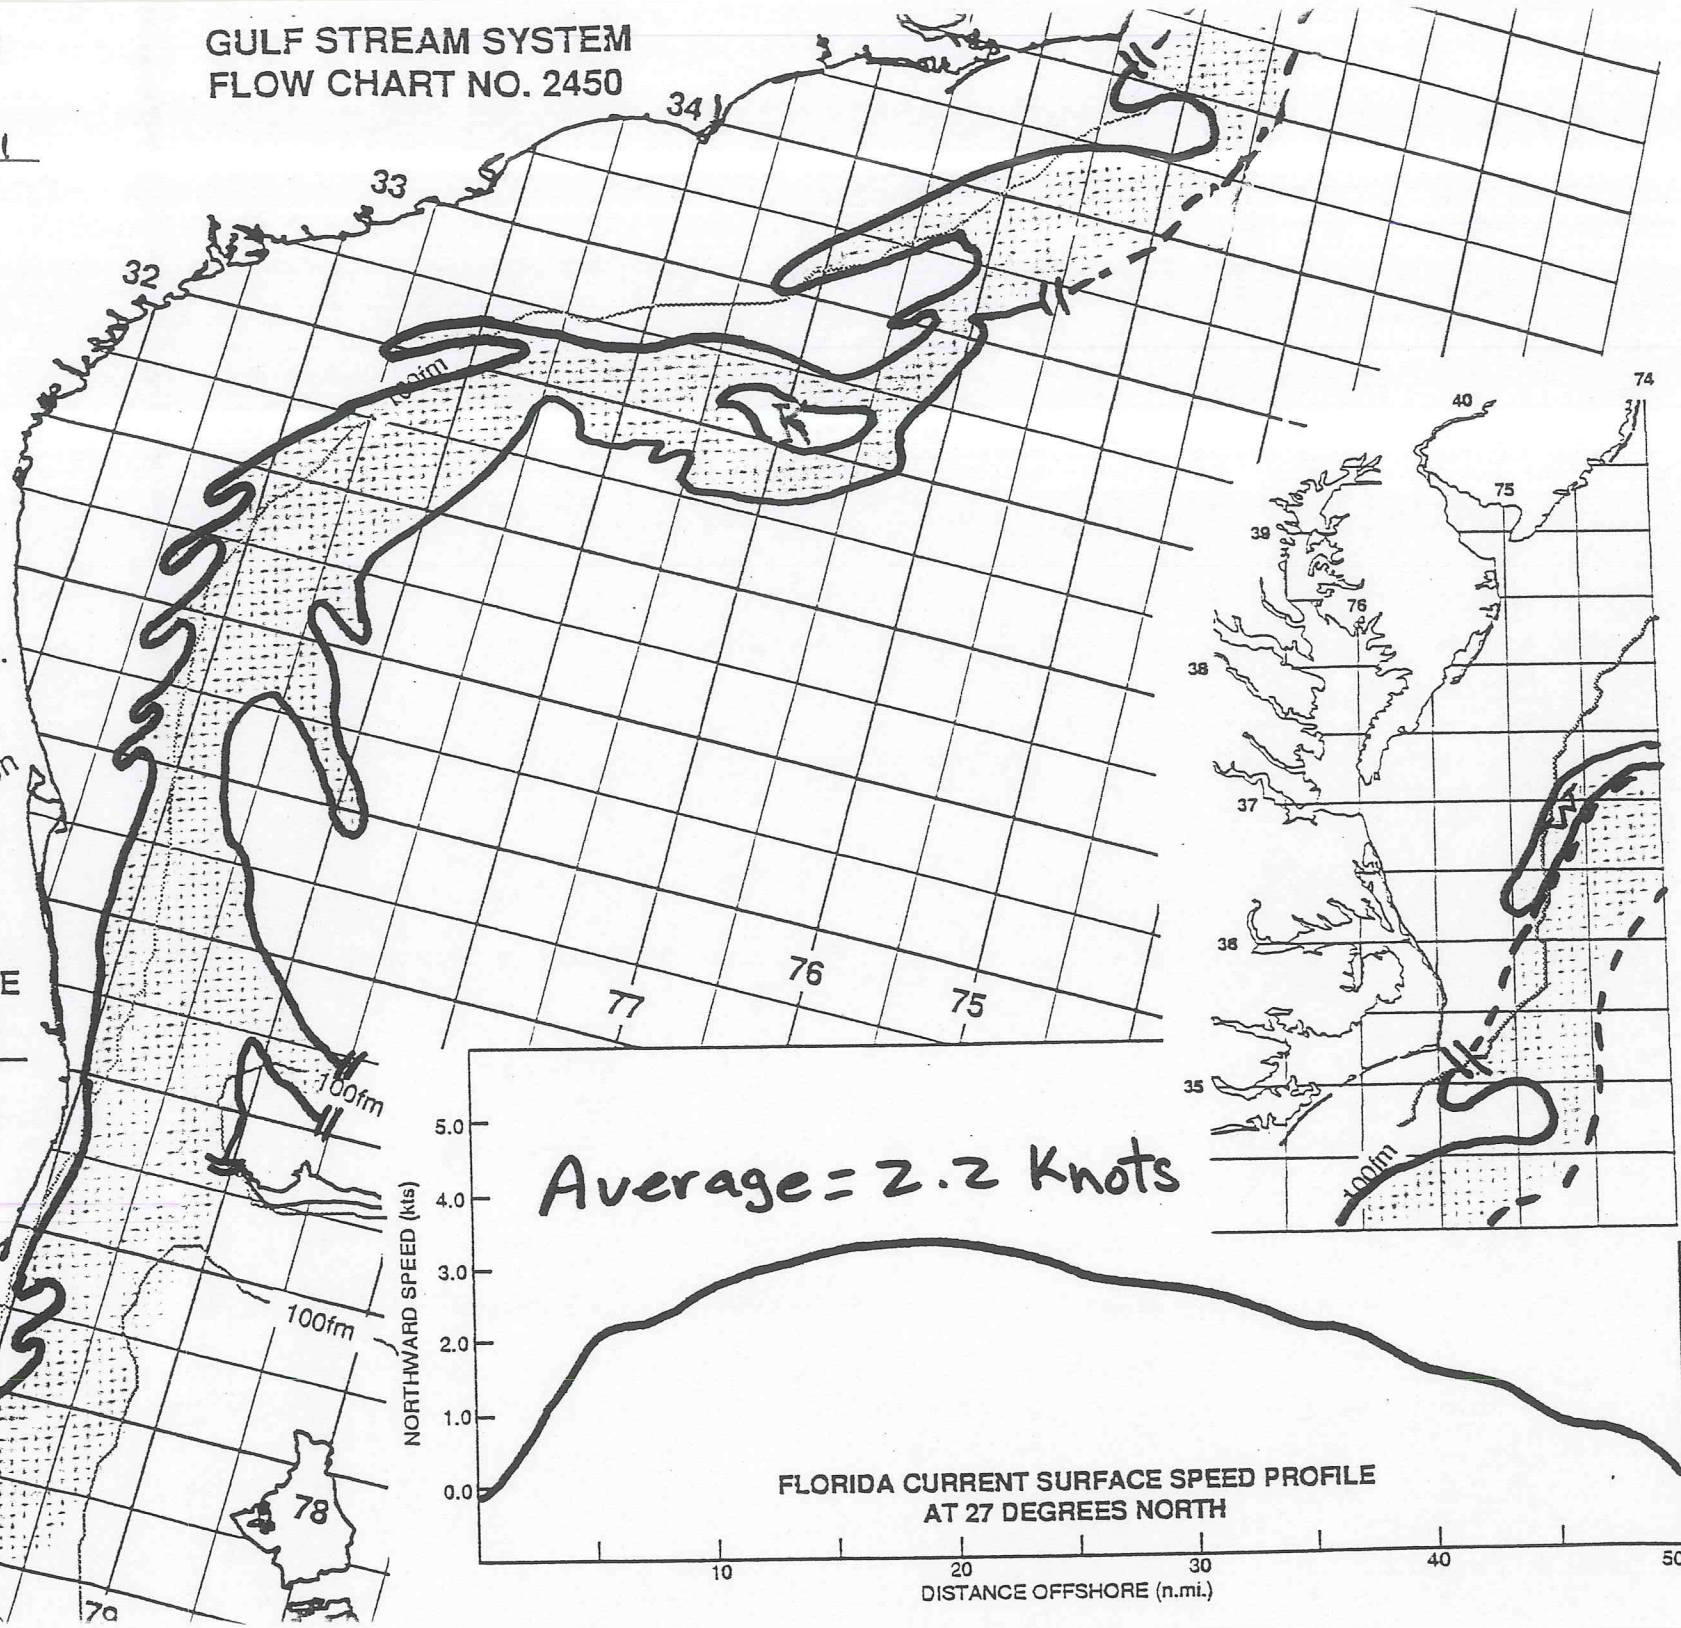 GULF STREAM SYSTEM
FLOW CHART NO. 2450
34
33
32
100fm
K
77
76
75
100fm
100fm
78
79
E
74
40
75
39
76
38
37
W
36
35
100fm
Average = 2.2 Knots
NORTHWARD SPEED (kts)
5.0
4.0
3.0
2.0
1.0
0.0
FLORIDA CURRENT SURFACE SPEED PROFILE
AT 27 DEGREES NORTH
10
20
30
40
50
DISTANCE OFFSHORE (n.mi.)